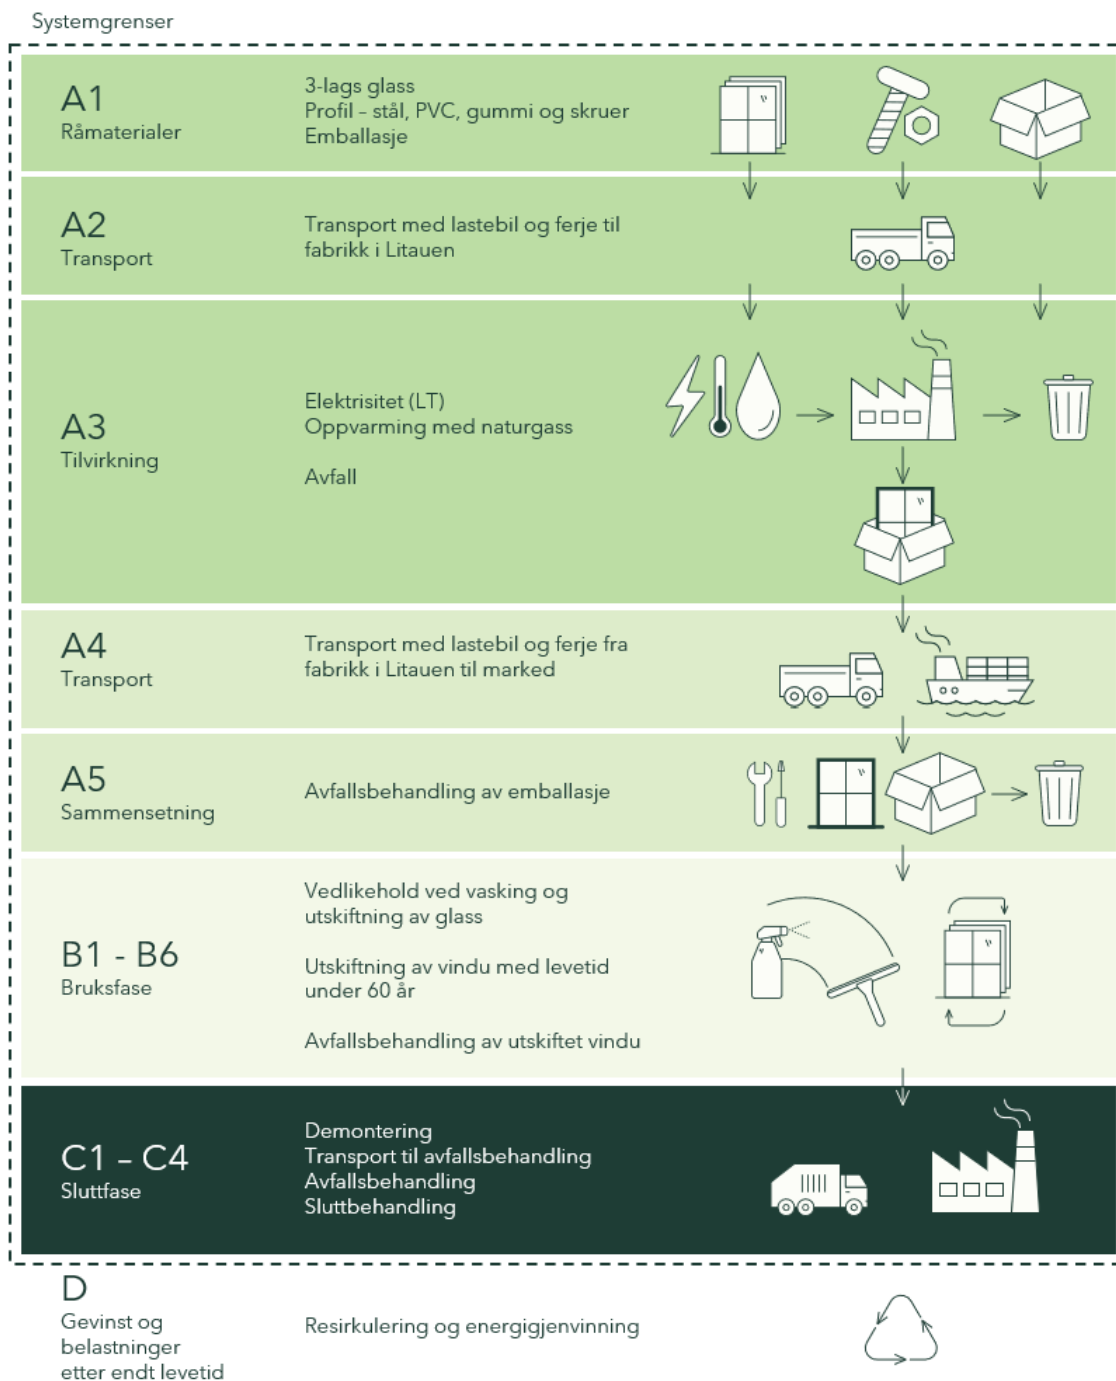 Systemgrenser
A1
Råmaterialer
3-lags glass
Profil – stål, PVC, gummi og skruer
Emballasje
A2
Transport
Transport med lastebil og ferje til
fabrikk i Litauen
A3
Tilvirkning
Elektrisitet (LT)
Oppvarming med naturgass
Avfall
A4
Transport
Transport med lastebil og ferje fra
fabrikk i Litauen til marked
A5
Sammensetning
Avfallsbehandling av emballasje
B1 - B6
Bruksfase
Vedlikehold ved vasking og
utskiftning av glass
Utskiftning av vindu med levetid
under 60 år
Avfallsbehandling av utskiftet vindu
C1 – C4
Sluttfase
Demontering
Transport til avfallsbehandling
Avfallsbehandling
Sluttbehandling
D
Gevinst og
belastninger
etter endt levetid
Resirkulering og energigjenvinning